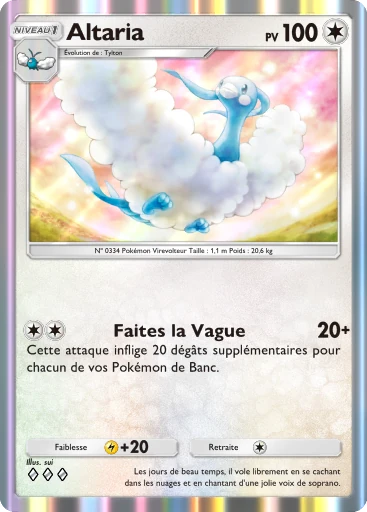 NIVEAU 1
Altaria
PV 100
Évolution de : Tylton
N° 0334 Pokémon Virevolteur Taille : 1,1 m Poids : 20,6 kg
Faites la Vague 20+
Cette attaque inflige 20 dégâts supplémentaires pour
chacun de vos Pokémon de Banc.
Faiblesse +20 Retraite
Illus. sui
Les jours de beau temps, il vole librement en se cachant
dans les nuages et en chantant d'une jolie voix de soprano.